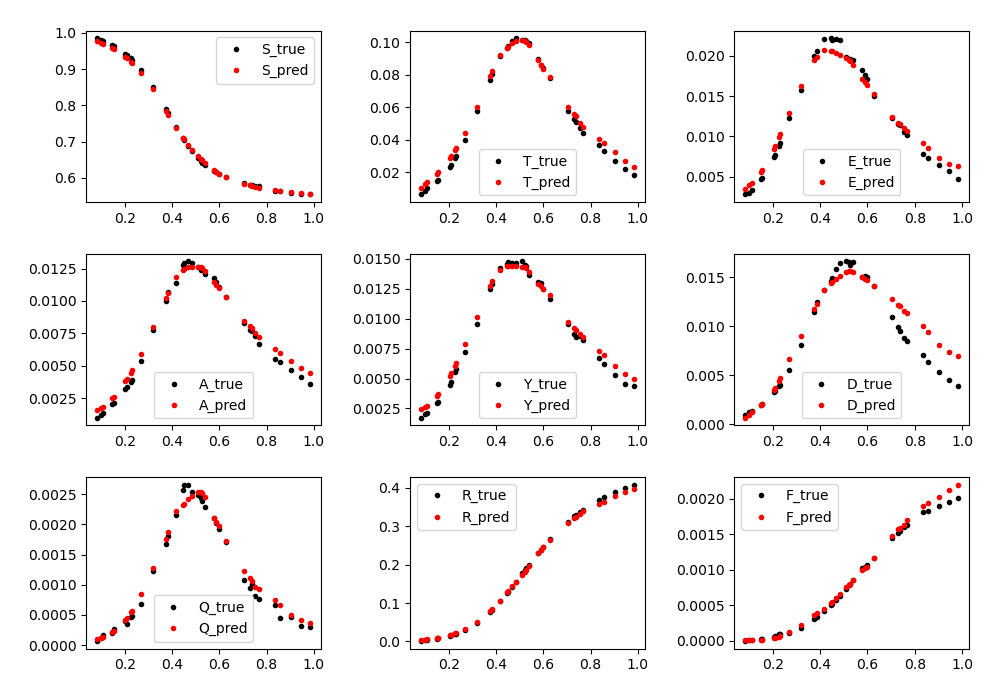 1.0
0.9
0.8
0.7
0.6
S_true
S_pred
0.2 0.4 0.6 0.8 1.0
0.10
0.08
0.06
0.04
0.02
T_true
T_pred
0.2 0.4 0.6 0.8 1.0
0.020
0.015
0.010
0.005
E_true
E_pred
0.2 0.4 0.6 0.8 1.0
0.0125
0.0100
0.0075
0.0050
0.0025
A_true
A_pred
0.2 0.4 0.6 0.8 1.0
0.0150
0.0125
0.0100
0.0075
0.0050
0.0025
Y_true
Y_pred
0.2 0.4 0.6 0.8 1.0
0.015
0.010
0.005
0.000
D_true
D_pred
0.2 0.4 0.6 0.8 1.0
0.0025
0.0020
0.0015
0.0010
0.0005
0.0000
Q_true
Q_pred
0.2 0.4 0.6 0.8 1.0
0.4
0.3
0.2
0.1
0.0
R_true
R_pred
0.2 0.4 0.6 0.8 1.0
0.0020
0.0015
0.0010
0.0005
0.0000
F_true
F_pred
0.2 0.4 0.6 0.8 1.0